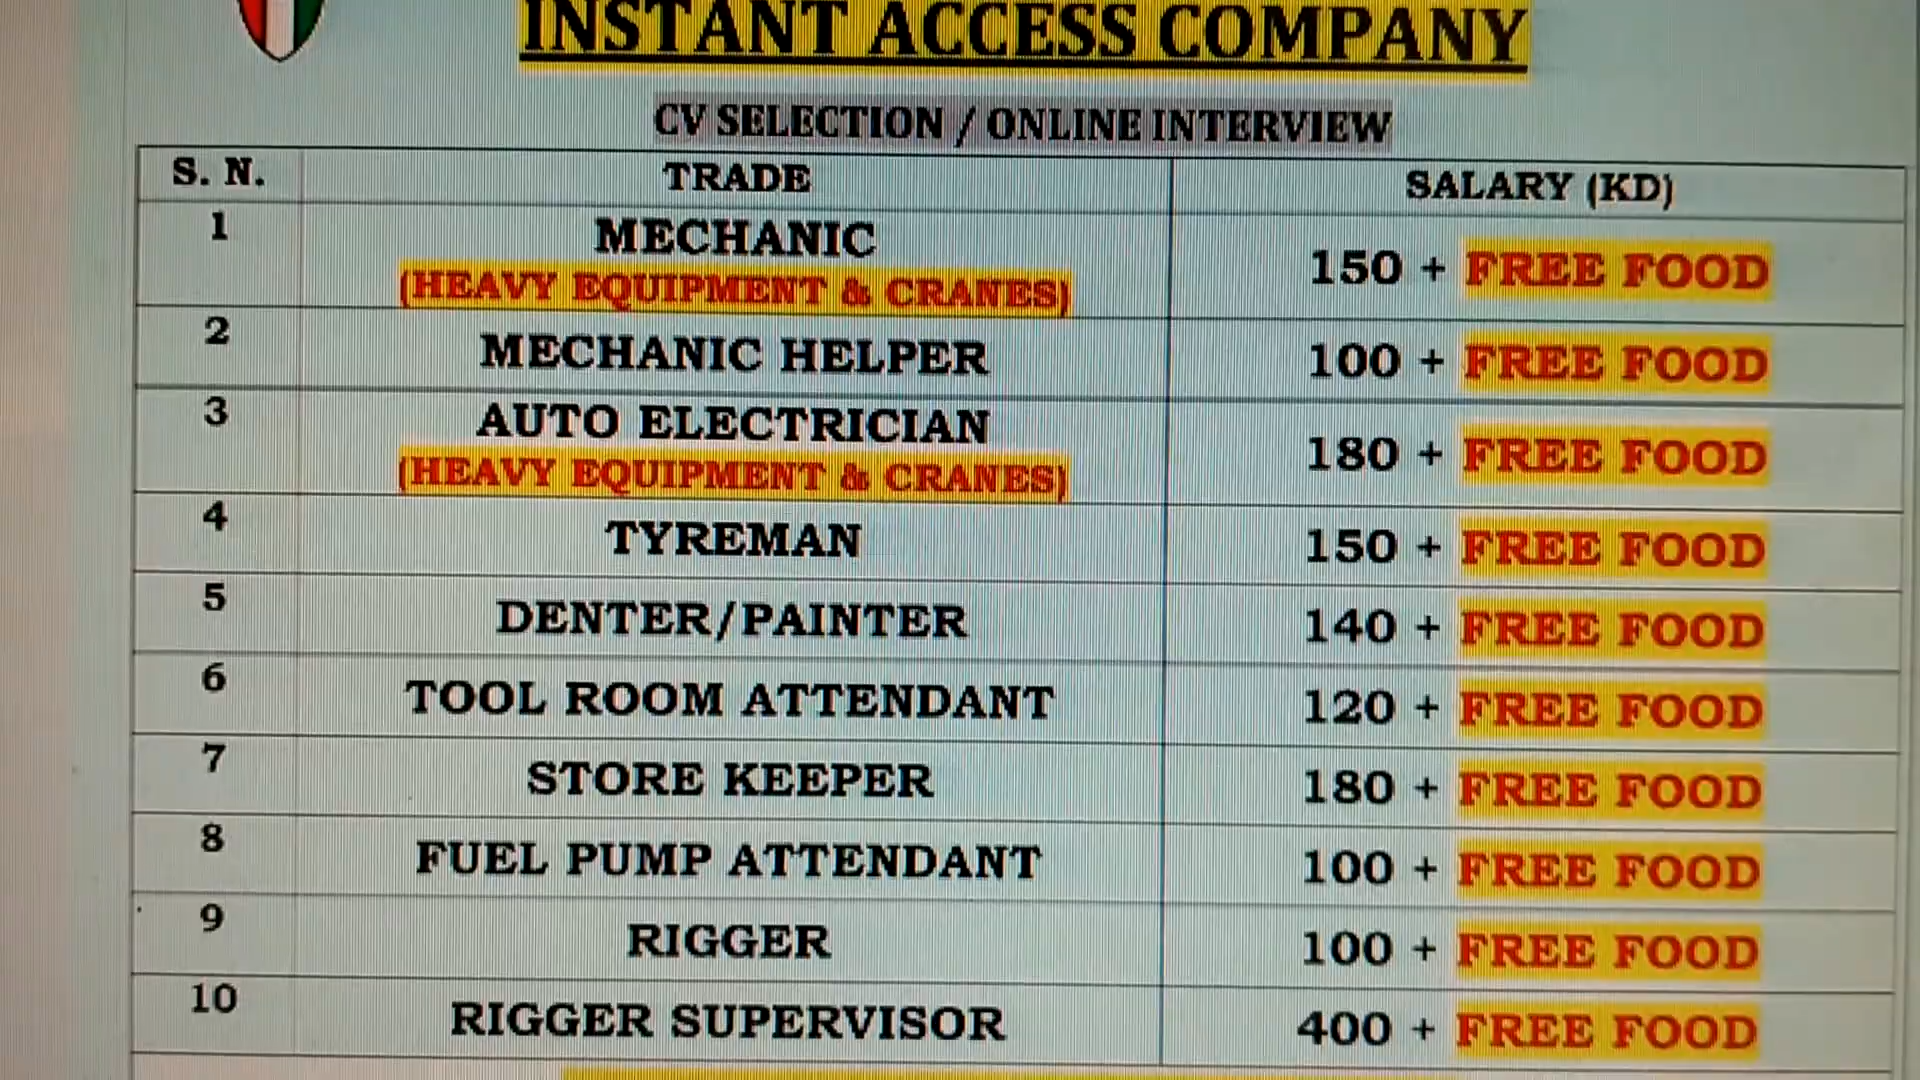 INSTANT ACCESS COMPANY
CV SELECTION / ONLINE INTERVIEW
S. N. TRADE SALARY (KD)
1 MECHANIC (HEAVY EQUIPMENT & CRANES) 150 + FREE FOOD
2 MECHANIC HELPER 100 + FREE FOOD
3 AUTO ELECTRICIAN (HEAVY EQUIPMENT & CRANES) 180 + FREE FOOD
4 TYREMAN 150 + FREE FOOD
5 DENTER/PAINTER 140 + FREE FOOD
6 TOOL ROOM ATTENDANT 120 + FREE FOOD
7 STORE KEEPER 180 + FREE FOOD
8 FUEL PUMP ATTENDANT 100 + FREE FOOD
9 RIGGER 100 + FREE FOOD
10 RIGGER SUPERVISOR 400 + FREE FOOD